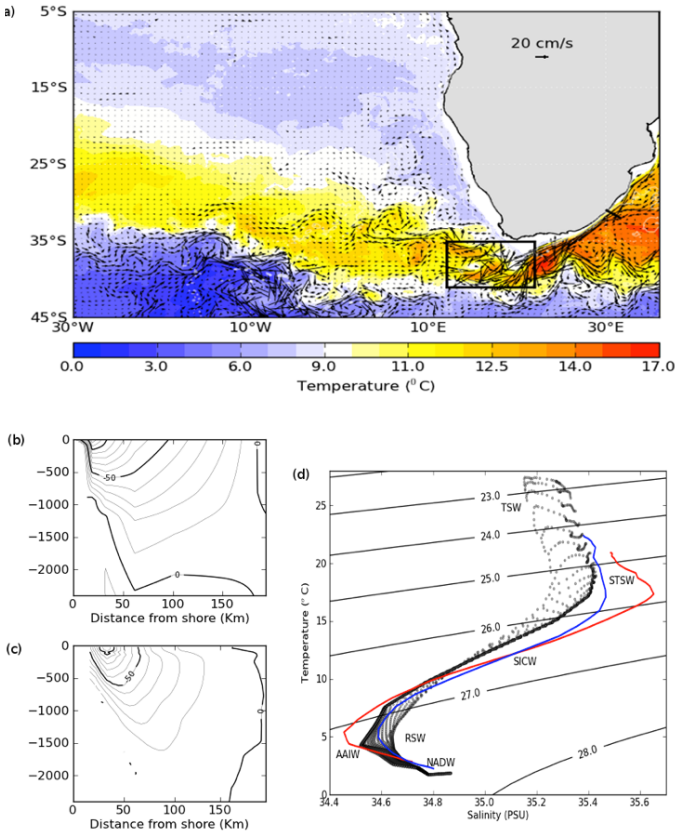 a)
5°S
15°S
25°S
35°S
45°S
20 cm/s
30°W 10°W 10°E 30°E
0.0 3.0 6.0 9.0 11.0 12.5 14.0 17.0
Temperature (⁰C)
(b)
0
−500
−1000
−1500
−2000
-50
0
0
0 50 100 150
Distance from shore (Km)
(c)
0
−500
−1000
−1500
−2000
-50
0
0 50 100 150
Distance from shore (Km)
(d)
Temperature (°C)
25
20
15
10
5
0
23.0
TSW
24.0
25.0
STSW
26.0
SICW
27.0
RSW
AAIW
NADW
28.0
34.4 34.6 34.8 35.0 35.2 35.4 35.6
Salinity (PSU)